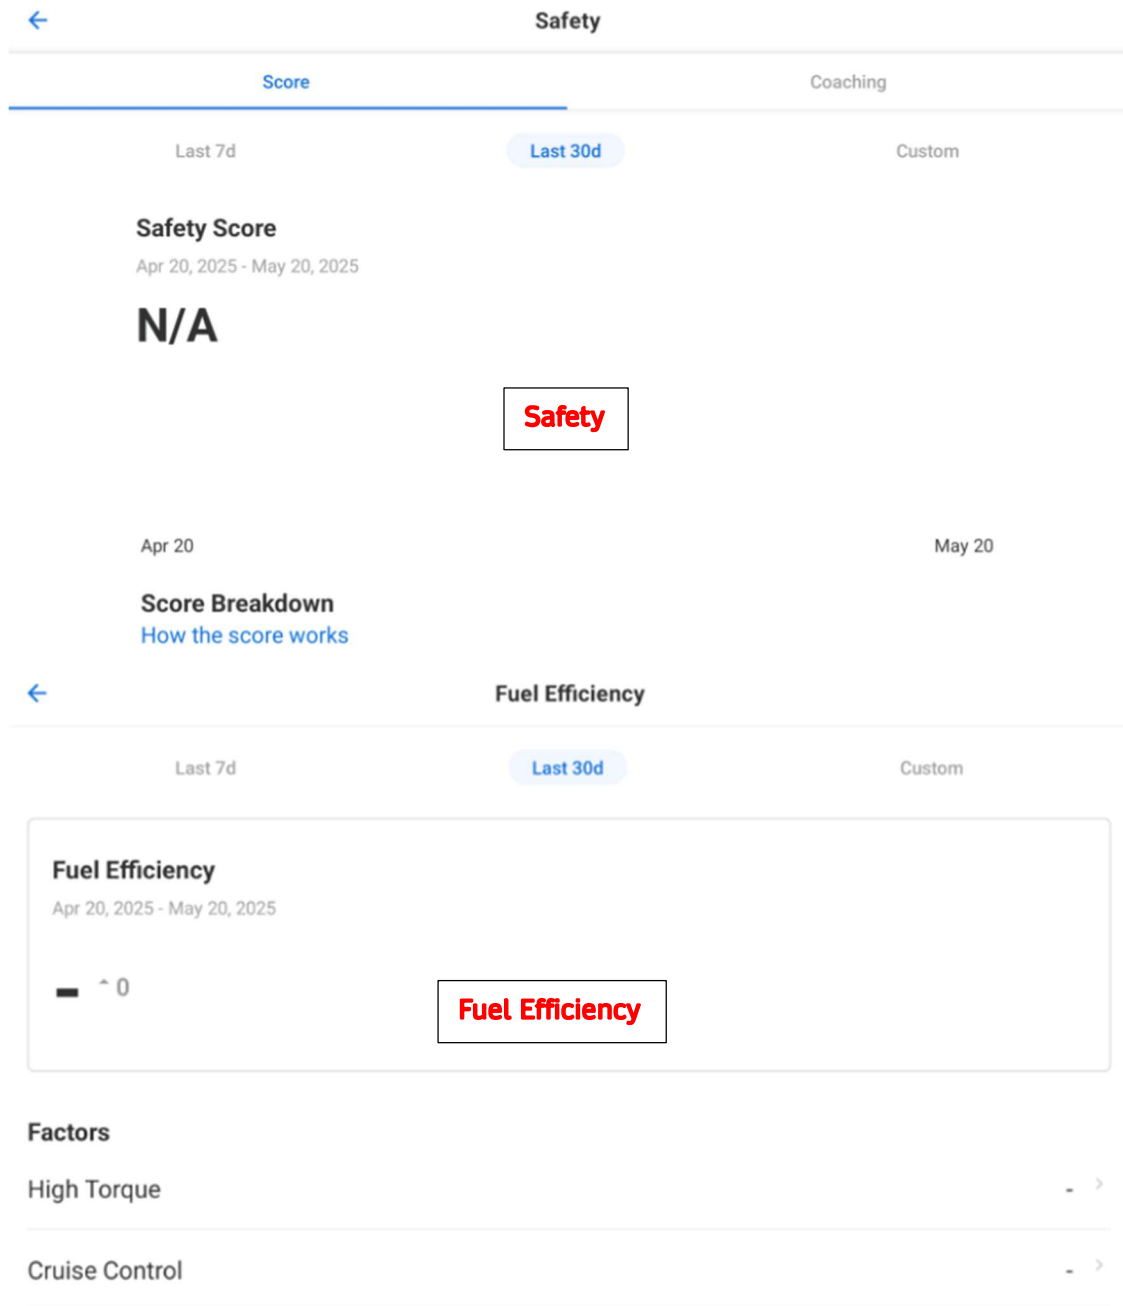 Safety
Score Coaching
Last 7d Last 30d Custom
Safety Score
Apr 20, 2025 - May 20, 2025
N/A
Safety
Apr 20 May 20
Score Breakdown
How the score works
Fuel Efficiency
Last 7d Last 30d Custom
Fuel Efficiency
Apr 20, 2025 - May 20, 2025
- 0
Fuel Efficiency
Factors
High Torque -
Cruise Control -